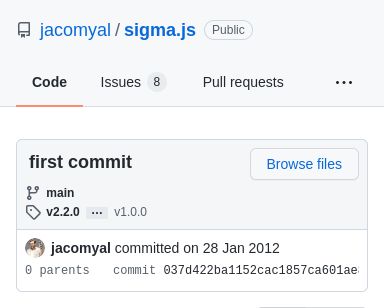 jacomyal / sigma.js Public
Code Issues 8 Pull requests ...
first commit Browse files
main
v2.2.0 ... v1.0.0
jacomyal committed on 28 Jan 2012
0 parents commit 037d422ba1152cac1857ca601ae